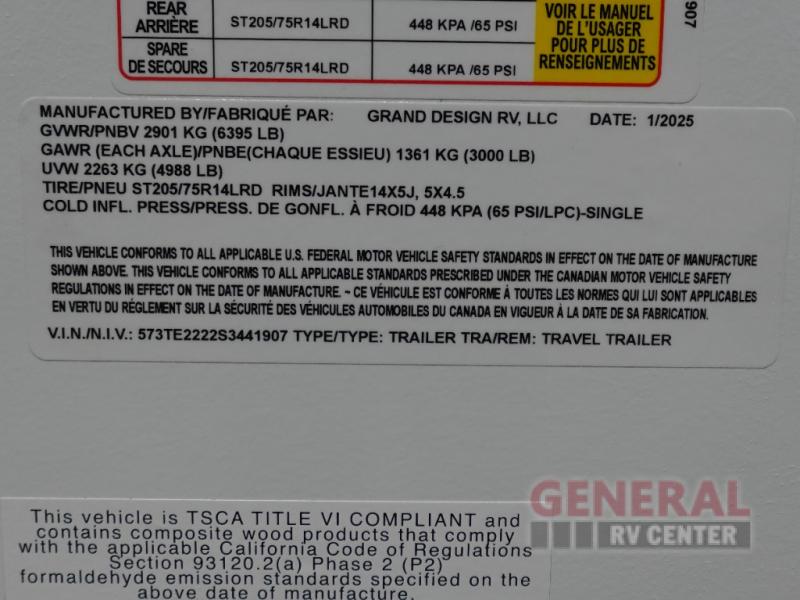 REAR
ARRIÈRE
ST205/75R14LRD
448 KPA /65 PSI
SPARE
DE SECOURS
ST205/75R14LRD
448 KPA /65 PSI
VOIR LE MANUEL
DE L'USAGER
POUR PLUS DE
RENSEIGNEMENTS
907
MANUFACTURED BY/FABRIQUÉ PAR: GRAND DESIGN RV, LLC DATE: 1/2025
GVWR/PNBV 2901 KG (6395 LB)
GAWR (EACH AXLE)/PNBE(CHAQUE ESSIEU) 1361 KG (3000 LB)
UVW 2263 KG (4988 LB)
TIRE/PNEU ST205/75R14LRD RIMS/JANTE14X5J, 5X4.5
COLD INFL. PRESS/PRESS. DE GONFL. À FROID 448 KPA (65 PSI/LPC)-SINGLE
THIS VEHICLE CONFORMS TO ALL APPLICABLE U.S. FEDERAL MOTOR VEHICLE SAFETY STANDARDS IN EFFECT ON THE DATE OF MANUFACTURE
SHOWN ABOVE. THIS VEHICLE CONFORMS TO ALL APPLICABLE STANDARDS PRESCRIBED UNDER THE CANADIAN MOTOR VEHICLE SAFETY
REGULATIONS IN EFFECT ON THE DATE OF MANUFACTURE. ~ CE VÉHICULE EST CONFORME À TOUTES LES NORMES QUI LUI SONT APPLICABLES
EN VERTU DU RÉGLEMENT SUR LA SÉCURITÉ DES VÉHICULES AUTOMOBILES DU CANADA EN VIGUEUR À LA DATE DE SA FABRICATION.
V.I.N./N.I.V.: 573TE2222S3441907 TYPE/TYPE: TRAILER TRA/REM: TRAVEL TRAILER
This vehicle is TSCA TITLE VI COMPLIANT and
contains composite wood products that comply
with the applicable California Code of Regulations
Section 93120.2(a) Phase 2 (P2)
formaldehyde emission standards specified on the
above date of manufacture.
GENERAL
RV CENTER